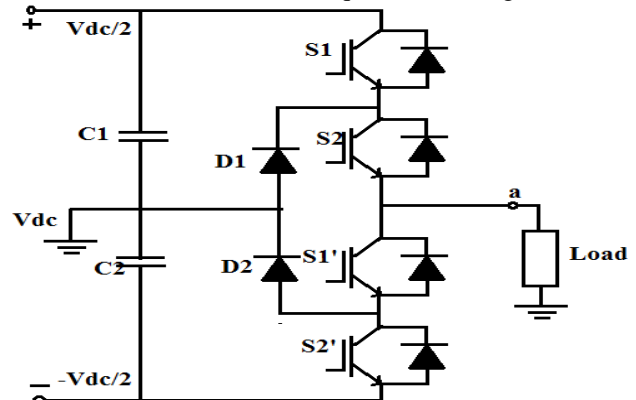 +
Vdc/2
S1
C1
S2
D1
a
Vdc
C2
D2
S1'
Load
S2'
-Vdc/2